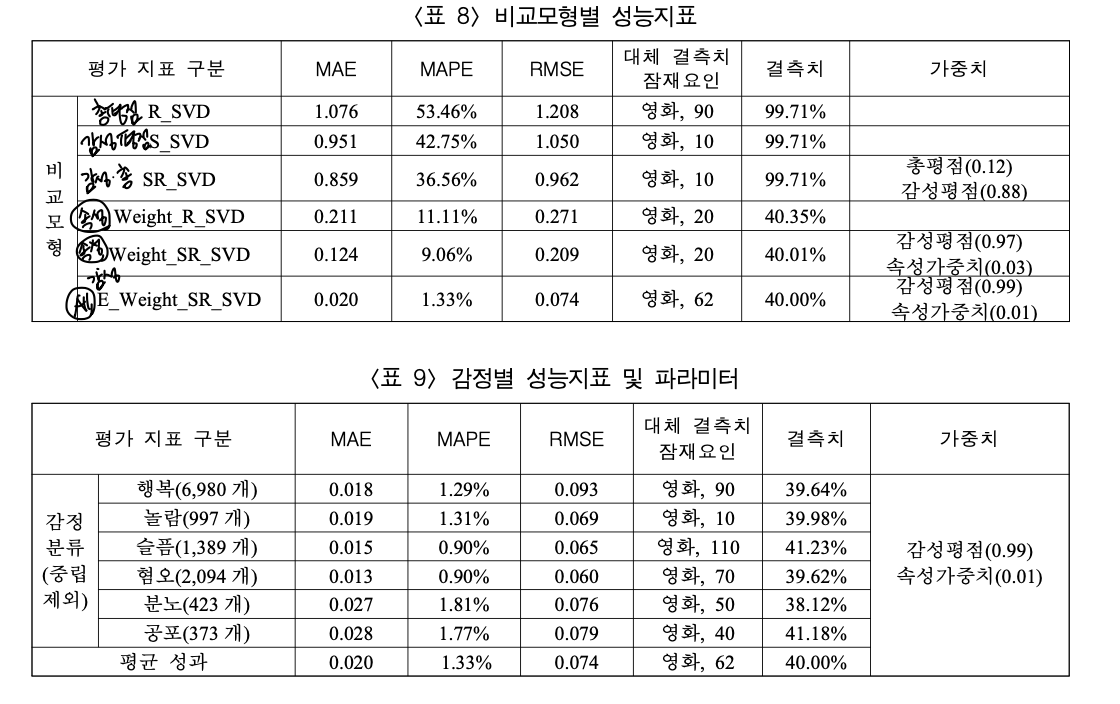 <표 8> 비교모형별 성능지표
평가 지표 구분 MAE MAPE RMSE 대체 결측치 잠재요인 결측치 가중치
비교모형
총평점 R_SVD 1.076 53.46% 1.208 영화, 90 99.71%
감성평점 S_SVD 0.951 42.75% 1.050 영화, 10 99.71%
감성·총 SR_SVD 0.859 36.56% 0.962 영화, 10 99.71% 총평점(0.12) 감성평점(0.88)
속성 Weight_R_SVD 0.211 11.11% 0.271 영화, 20 40.35%
속성 Weight_SR_SVD 0.124 9.06% 0.209 영화, 20 40.01% 감성평점(0.97) 속성가중치(0.03)
감성
E_Weight_SR_SVD 0.020 1.33% 0.074 영화, 62 40.00% 감성평점(0.99) 속성가중치(0.01)
<표 9> 감정별 성능지표 및 파라미터
평가 지표 구분 MAE MAPE RMSE 대체 결측치 잠재요인 결측치 가중치
감정 분류 (중립 제외)
행복(6,980 개) 0.018 1.29% 0.093 영화, 90 39.64%
놀람(997 개) 0.019 1.31% 0.069 영화, 10 39.98%
슬픔(1,389 개) 0.015 0.90% 0.065 영화, 110 41.23%
혐오(2,094 개) 0.013 0.90% 0.060 영화, 70 39.62%
분노(423 개) 0.027 1.81% 0.076 영화, 50 38.12%
공포(373 개) 0.028 1.77% 0.079 영화, 40 41.18%
감성평점(0.99)
속성가중치(0.01)
평균 성과 0.020 1.33% 0.074 영화, 62 40.00%